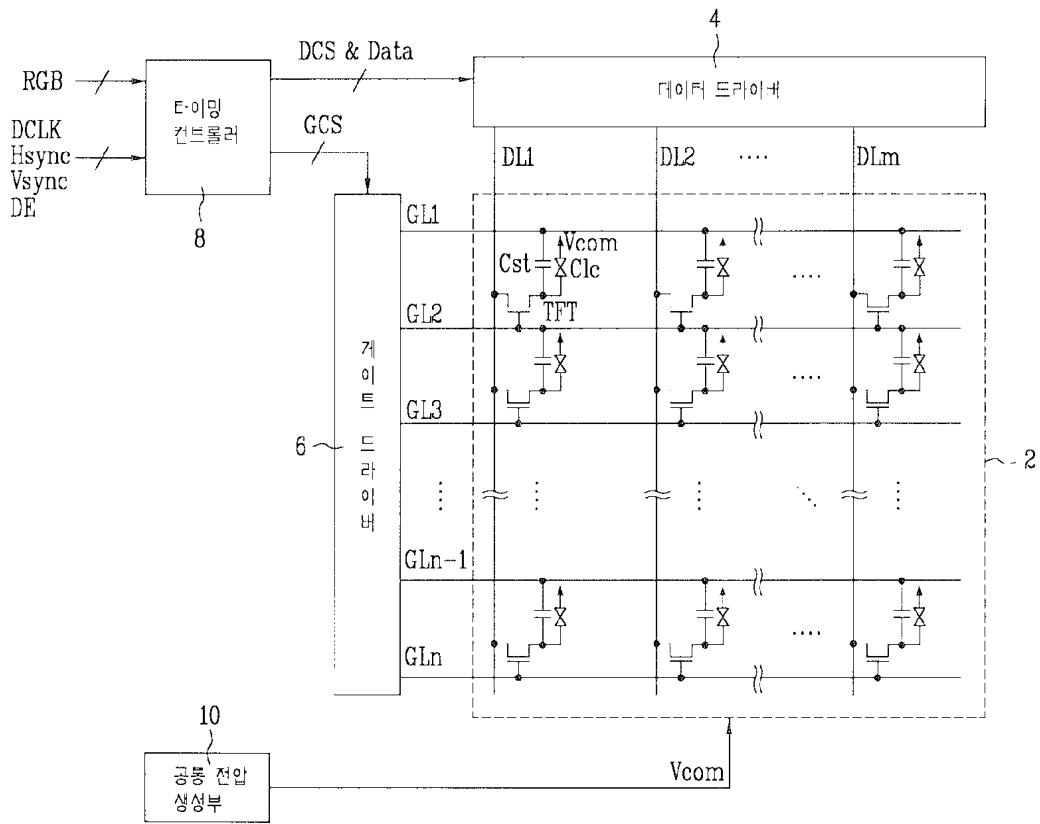 4
DCS & Data
RGB
타이밍
컨트롤러
데이터 드라이버
DCLK
Hsync
Vsync
DE
GCS
8
DL1
DL2
....
DLm
GL1
Vcom
Cst
Clc
....
GL2
TFT
....
GL3
게이트 드라이버
6
2
GLn-1
....
GLn
10
공통 전압
생성부
Vcom